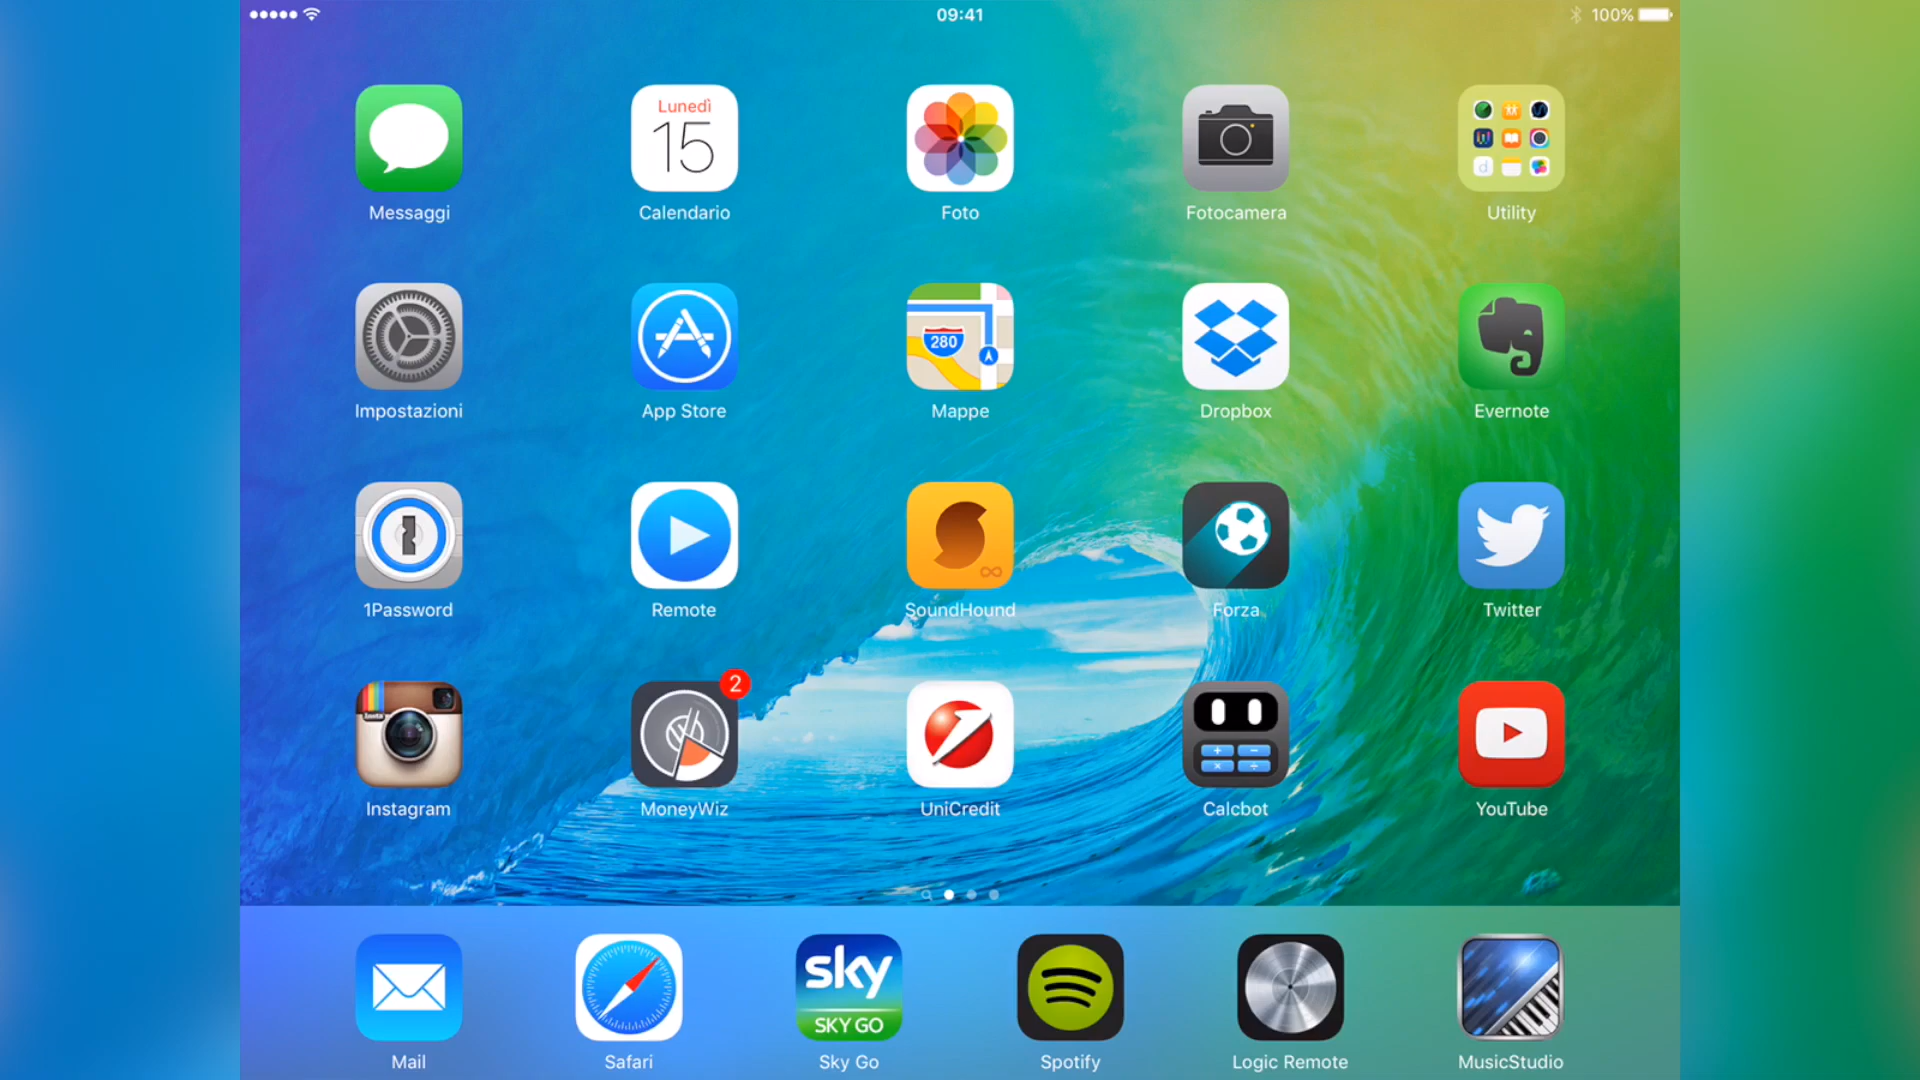 09:41
100%
Lunedì
15
Messaggi
Calendario
Foto
Fotocamera
Utility
280
Impostazioni
App Store
Mappe
Dropbox
Evernote
1Password
Remote
SoundHound
Forza
Twitter
2
Insta
Instagram
MoneyWiz
UniCredit
Calcbot
YouTube
sky
SKY GO
Mail
Safari
Sky Go
Spotify
Logic Remote
MusicStudio